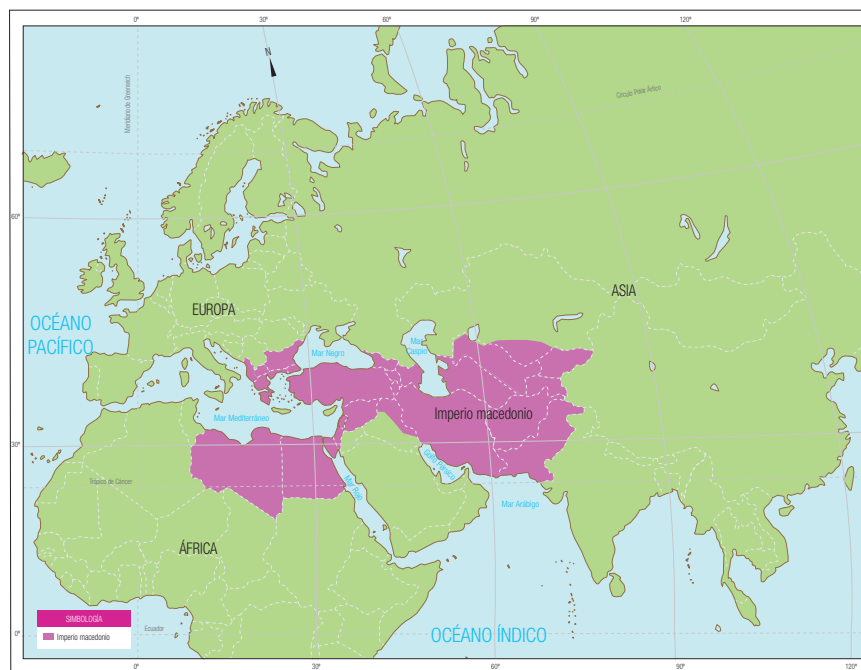 0°
30°
60°
90°
120°
N
Meridiano de Greenwich
Círculo Polar Ártico
60°
EUROPA
ASIA
OCÉANO
PACÍFICO
Mar Negro
Mar
Caspio
Mar Mediterráneo
Imperio macedonio
30°
Golfo Pérsico
Trópico de Cáncer
Mar Rojo
Mar Arábigo
ÁFRICA
SIMBOLOGÍA
Imperio macedonio
Ecuador
0°
OCÉANO ÍNDICO
0°
30°
60°
90°
120°